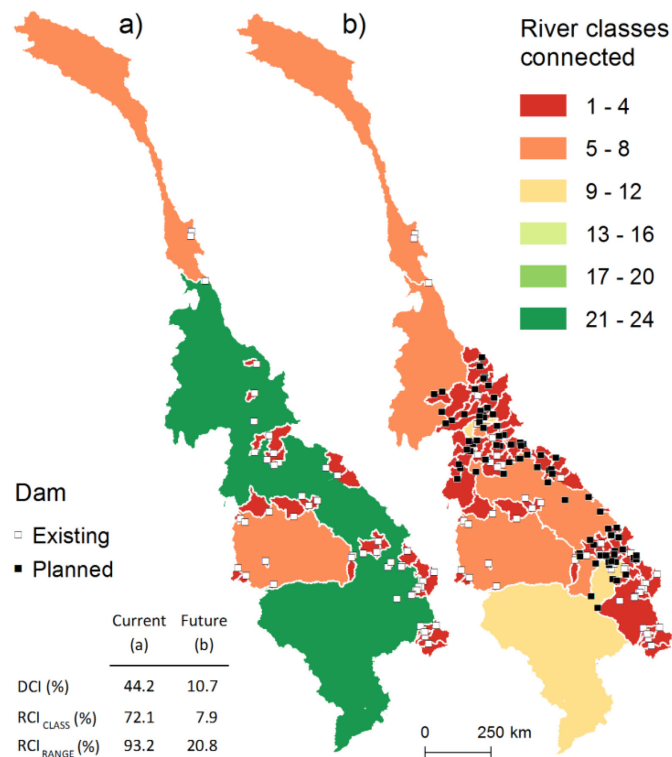 a)
b)
River classes
connected
1 - 4
5 - 8
9 - 12
13 - 16
17 - 20
21 - 24
Dam
Existing
Planned
Current Future
(a) (b)
DCI (%) 44.2 10.7
RCI CLASS (%) 72.1 7.9
RCI RANGE (%) 93.2 20.8
0 250 km